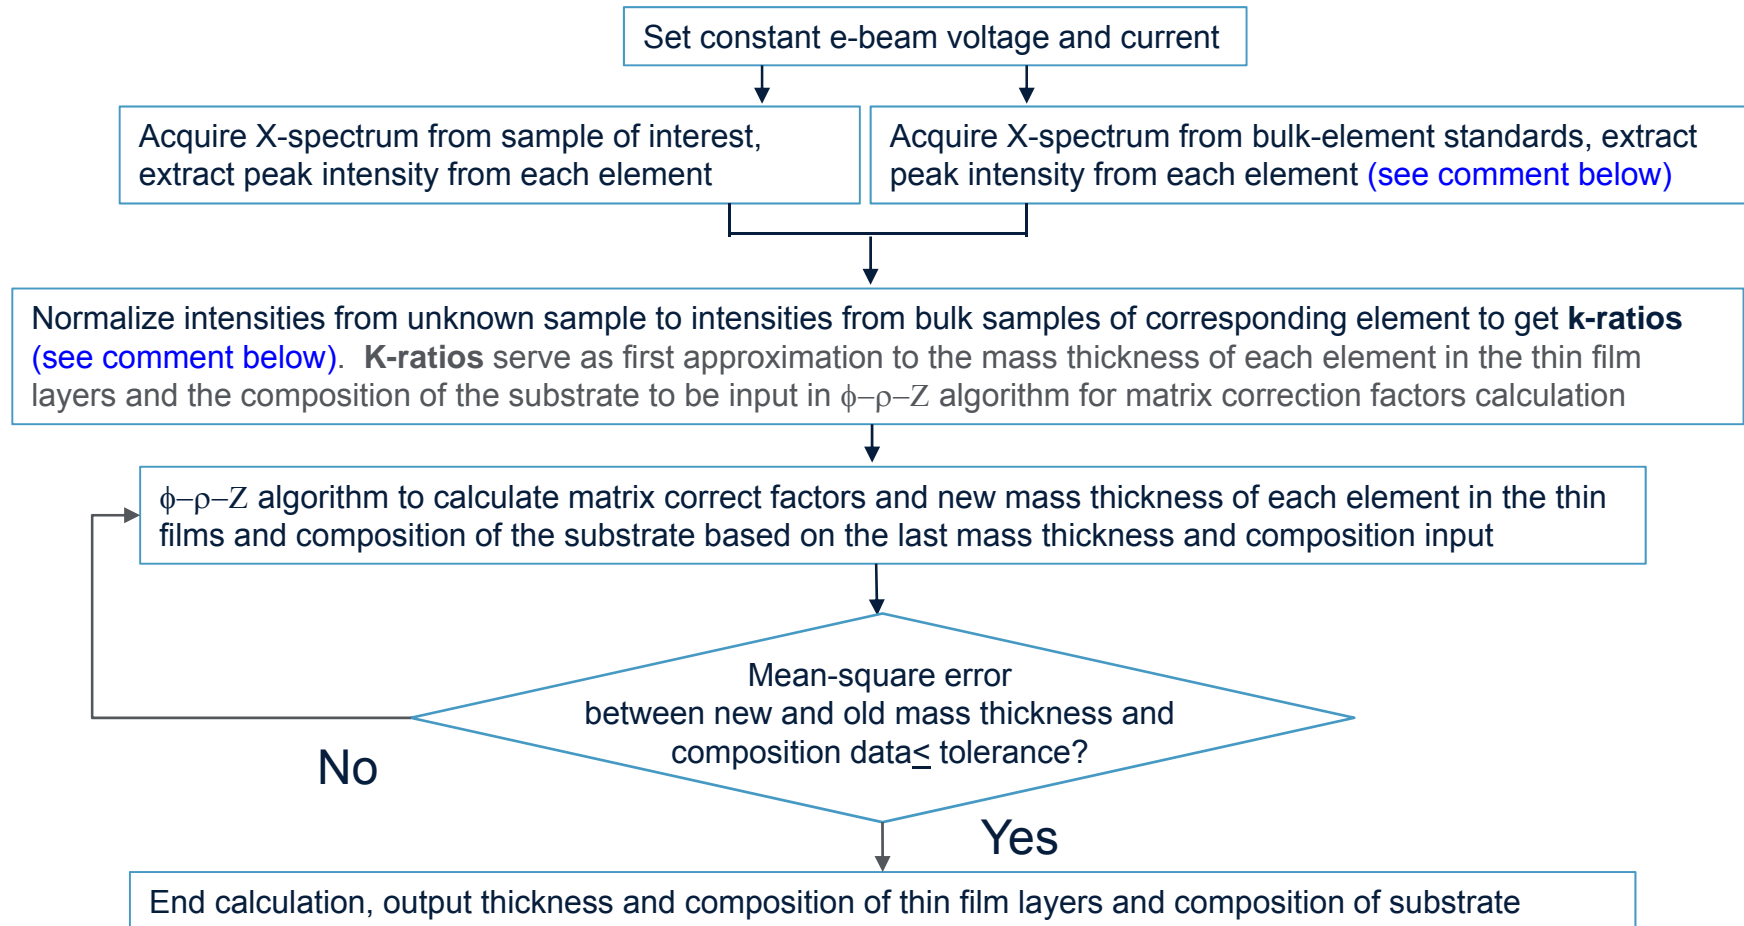 Set constant e-beam voltage and current
Acquire X-spectrum from sample of interest,
extract peak intensity from each element
Acquire X-spectrum from bulk-element standards, extract
peak intensity from each element (see comment below)
Normalize intensities from unknown sample to intensities from bulk samples of corresponding element to get k-ratios
(see comment below). K-ratios serve as first approximation to the mass thickness of each element in the thin film
layers and the composition of the substrate to be input in ϕ–ρ–Z algorithm for matrix correction factors calculation
ϕ–ρ–Z algorithm to calculate matrix correct factors and new mass thickness of each element in the thin
films and composition of the substrate based on the last mass thickness and composition input
Mean-square error
between new and old mass thickness and
composition data≤ tolerance?
No
Yes
End calculation, output thickness and composition of thin film layers and composition of substrate